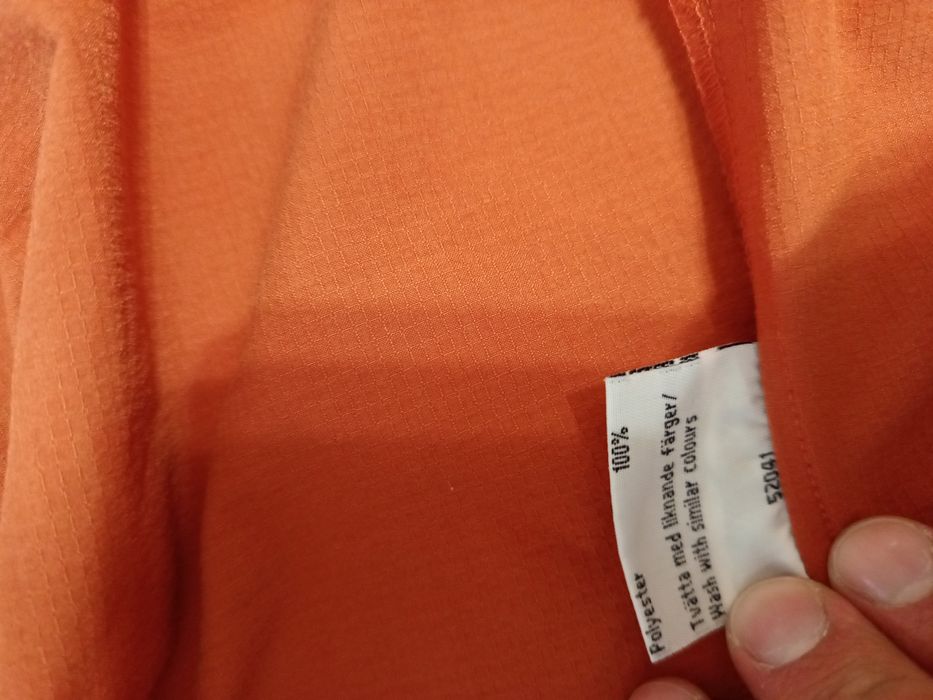 Polyester 100%
Tvätta med liknande färger/
Wash with similar colours
52041